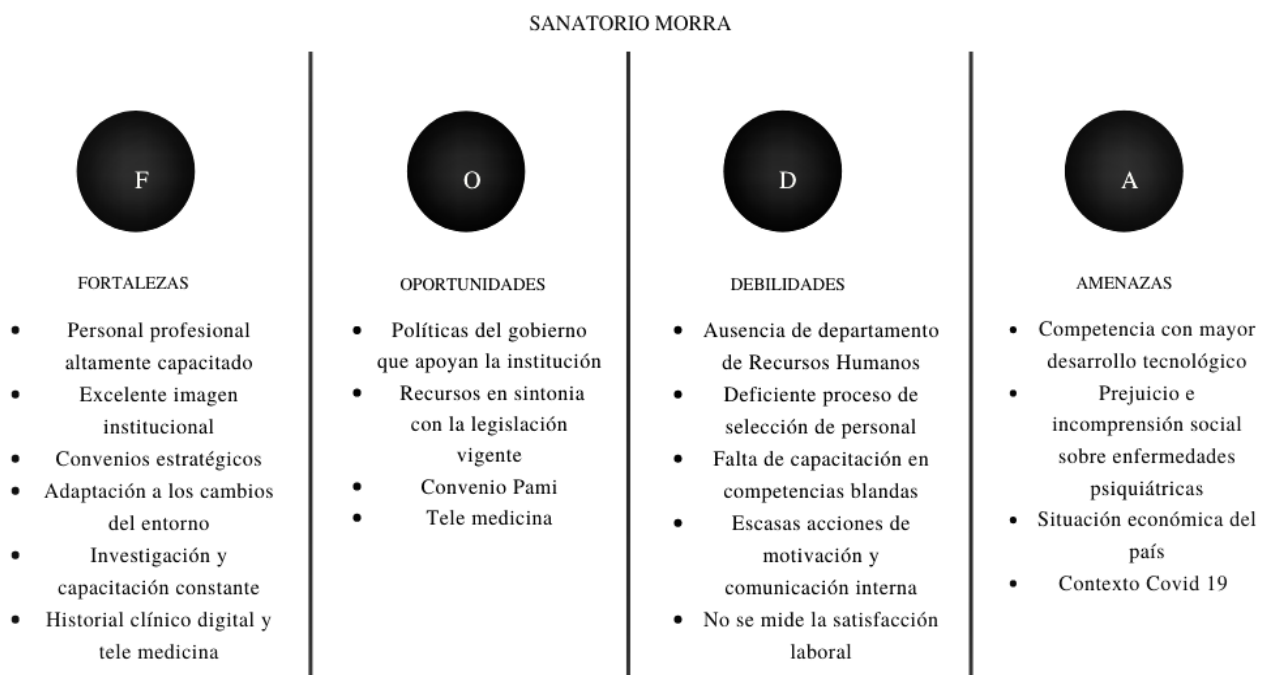 SANATORIO MORRA
F
FORTALEZAS
• Personal profesional
altamente capacitado
• Excelente imagen
institucional
• Convenios estratégicos
• Adaptación a los cambios
del entorno
• Investigación y
capacitación constante
• Historial clínico digital y
tele medicina
O
OPORTUNIDADES
• Políticas del gobierno
que apoyan la institución
• Recursos en sintonia
con la legislación
vigente
• Convenio Pami
• Tele medicina
D
DEBILIDADES
• Ausencia de departamento
de Recursos Humanos
• Deficiente proceso de
selección de personal
• Falta de capacitación en
competencias blandas
• Escasas acciones de
motivación y
comunicación interna
• No se mide la satisfacción
laboral
A
AMENAZAS
• Competencia con mayor
desarrollo tecnológico
• Prejuicio e
incomprensión social
sobre enfermedades
psiquiátricas
• Situación económica del
país
• Contexto Covid 19